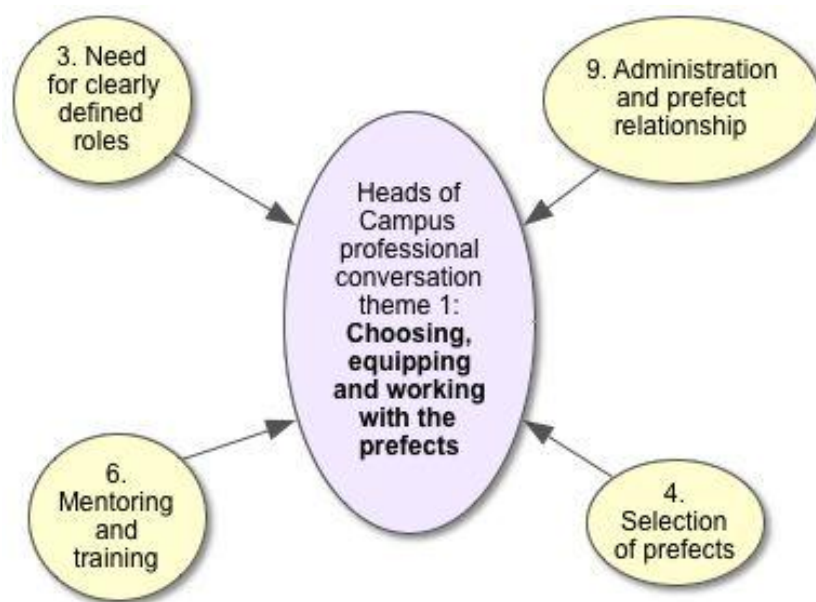 3. Need
for clearly
defined
roles
9. Administration
and prefect
relationship
Heads of
Campus
professional
conversation
theme 1:
Choosing,
equipping
and working
with the
prefects
6.
Mentoring
and
training
4.
Selection
of prefects